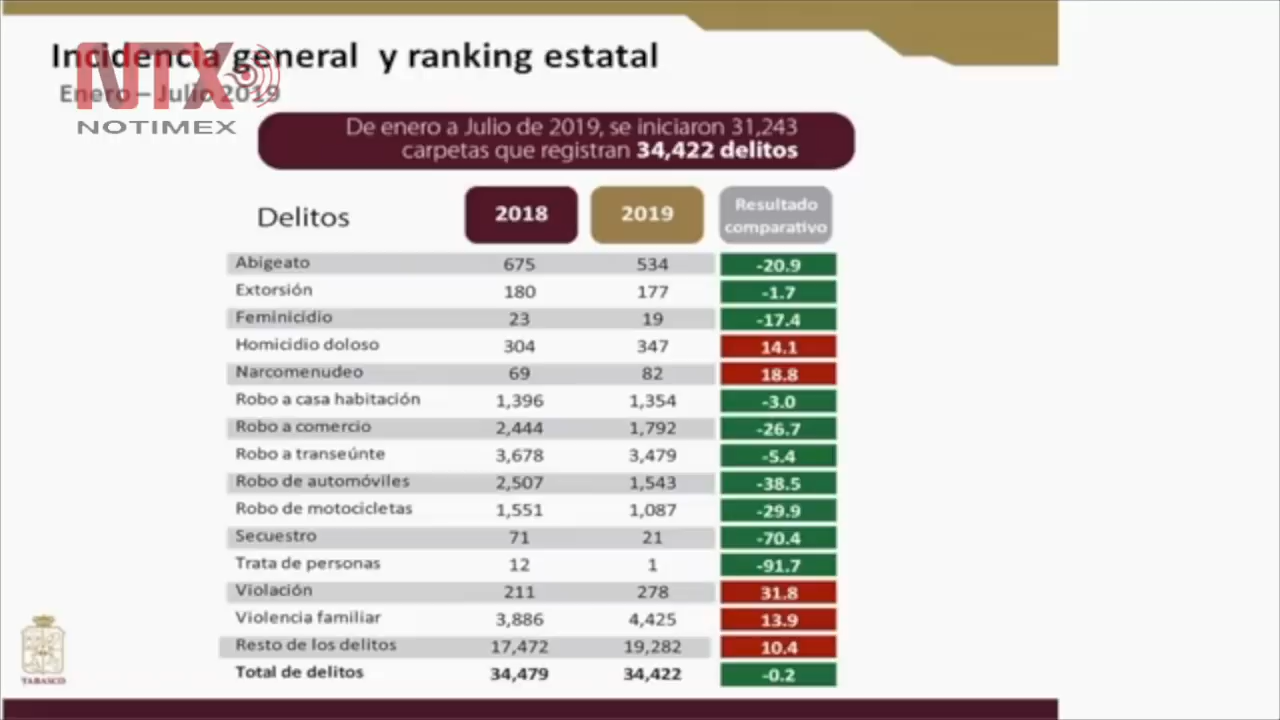 Incidencia general y ranking estatal
Enero – Julio 2019
NTX
NOTIMEX
De enero a Julio de 2019, se iniciaron 31,243
carpetas que registran 34,422 delitos
Delitos 2018 2019 Resultado comparativo
Abigeato 675 534 -20.9
Extorsión 180 177 -1.7
Feminicidio 23 19 -17.4
Homicidio doloso 304 347 14.1
Narcomenudeo 69 82 18.8
Robo a casa habitación 1,396 1,354 -3.0
Robo a comercio 2,444 1,792 -26.7
Robo a transeúnte 3,678 3,479 -5.4
Robo de automóviles 2,507 1,543 -38.5
Robo de motocicletas 1,551 1,087 -29.9
Secuestro 71 21 -70.4
Trata de personas 12 1 -91.7
Violación 211 278 31.8
Violencia familiar 3,886 4,425 13.9
Resto de los delitos 17,472 19,282 10.4
Total de delitos 34,479 34,422 -0.2
TABASCO